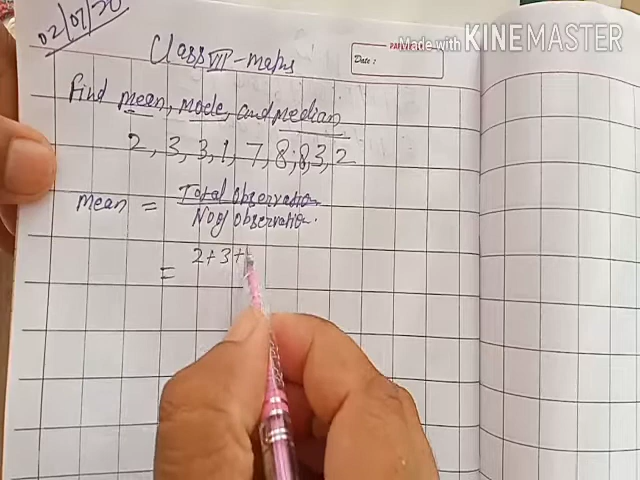 02/07/20
Made with KINEMASTER
Class VII - maths
Date :
Find mean, mode, and median
2, 3, 3, 1, 7, 8, 8, 3, 2
mean = Total observation
No of observation.
= 2 + 3 +